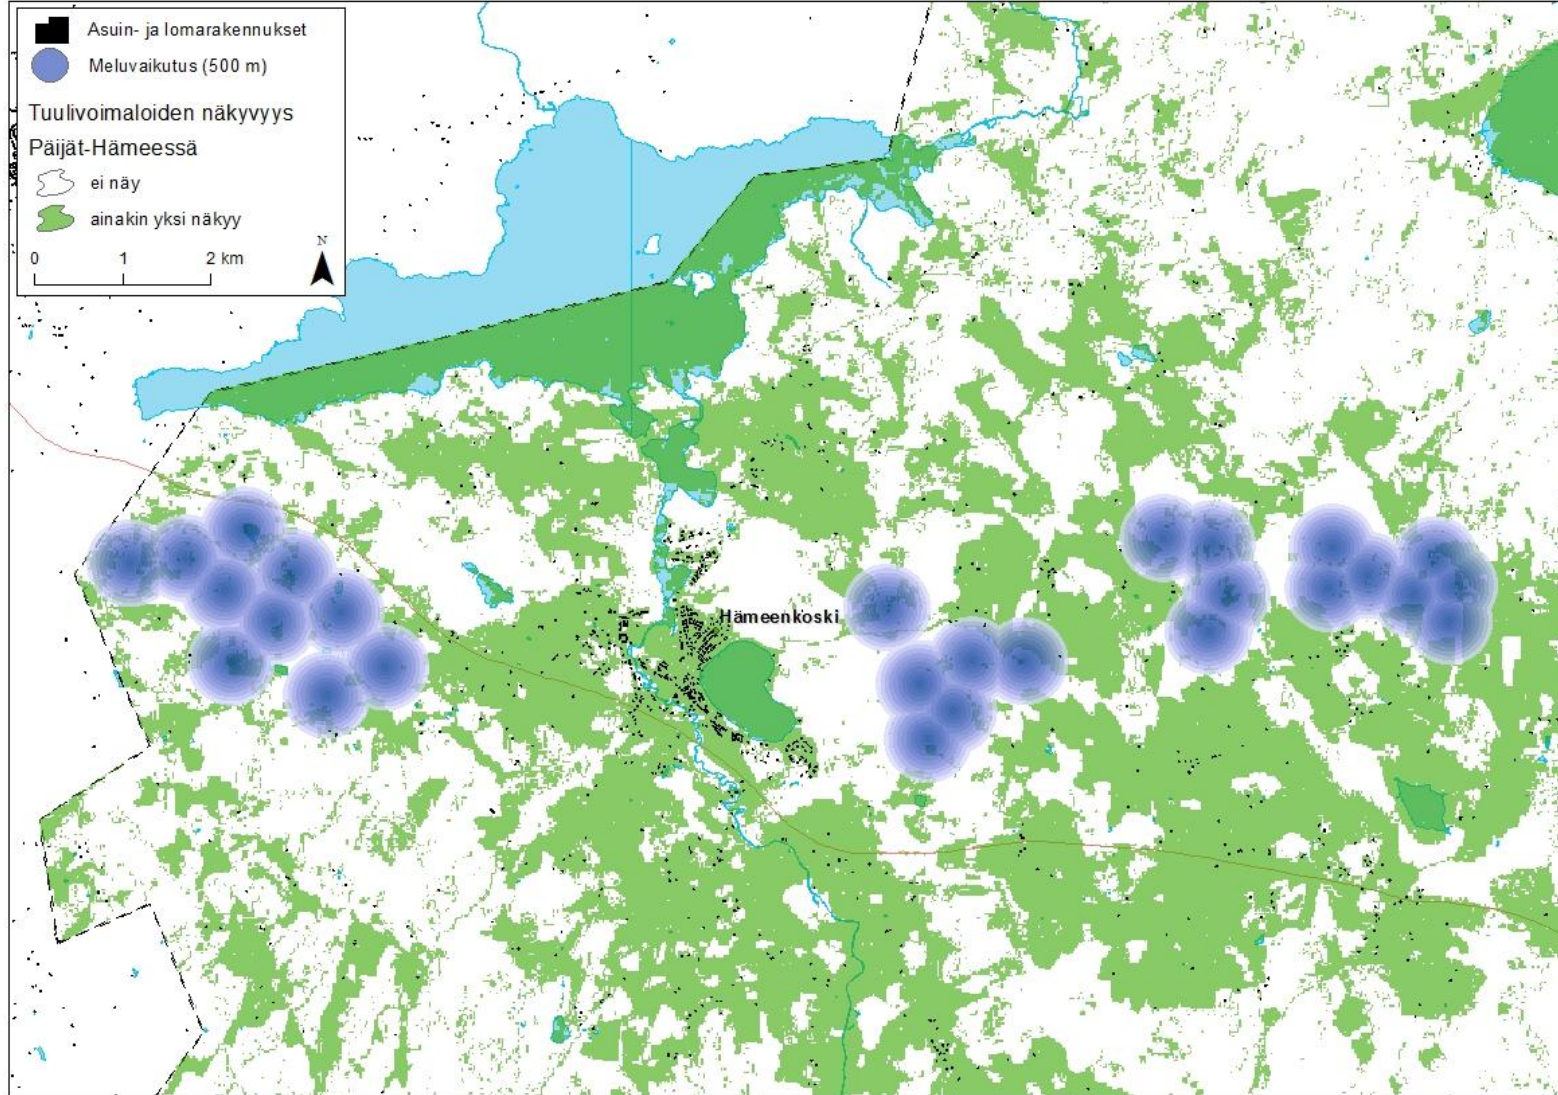 Asuin- ja lomarakennukset
Meluvaikutus (500 m)
Tuulivoimaloiden näkyvyys
Päijät-Hämeessä
ei näy
ainakin yksi näkyy
0 1 2 km
N
Hämeenkoski